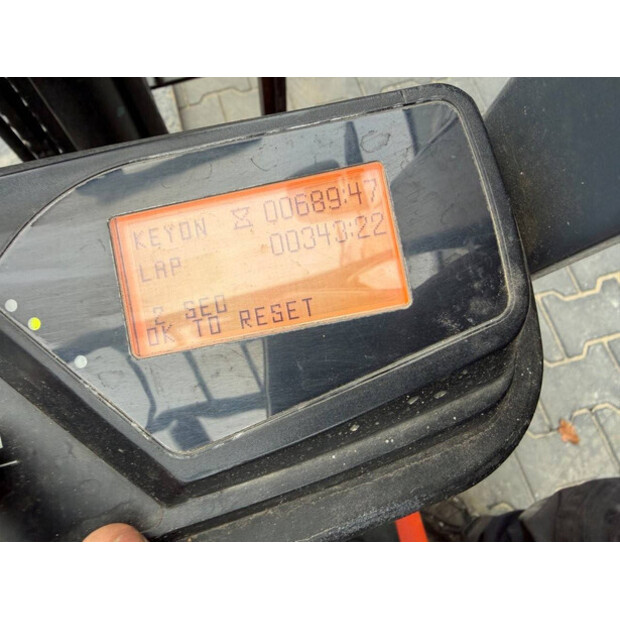 KEYON 00689:47
LAP 00343:22
2 SEC
OK TO RESET